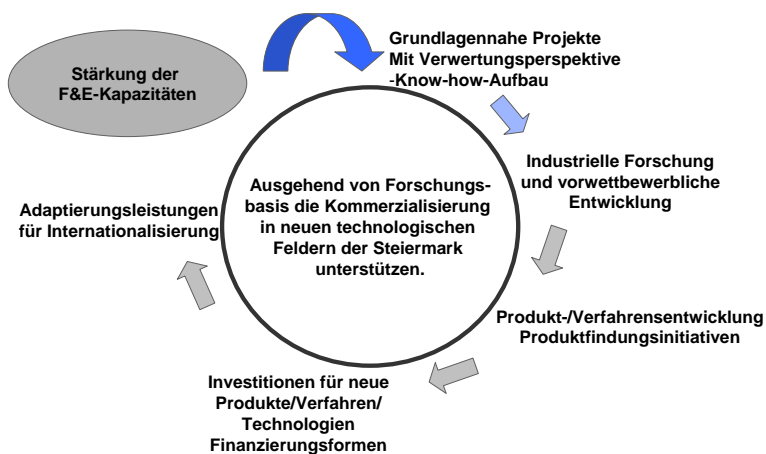 Stärkung der
F&E-Kapazitäten
Grundlagennahe Projekte
Mit Verwertungsperspektive
-Know-how-Aufbau
Industrielle Forschung
und vorwettbewerbliche
Entwicklung
Produkt-/Verfahrensentwicklung
Produktfindungsinitiativen
Investitionen für neue
Produkte/Verfahren/
Technologien
Finanzierungsformen
Adaptierungsleistungen
für Internationalisierung
Ausgehend von Forschungs-
basis die Kommerzialisierung
in neuen technologischen
Feldern der Steiermark
unterstützen.